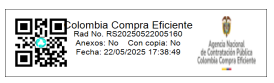 Colombia Compra Eficiente
Rad No. RS20250522005160
Anexos: No Con copia: No
Fecha: 22/05/2025 17:38:49
Agencia Nacional
de Contratación Pública
Colombia Compra Eficiente